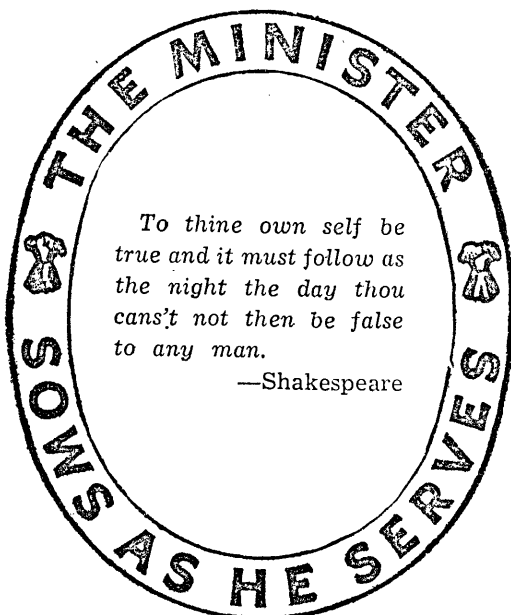 THE MINISTER
To thine own self be
true and it must follow as
the night the day thou
cans't not then be false
to any man.
—Shakespeare
SOWS AS HE SERVES